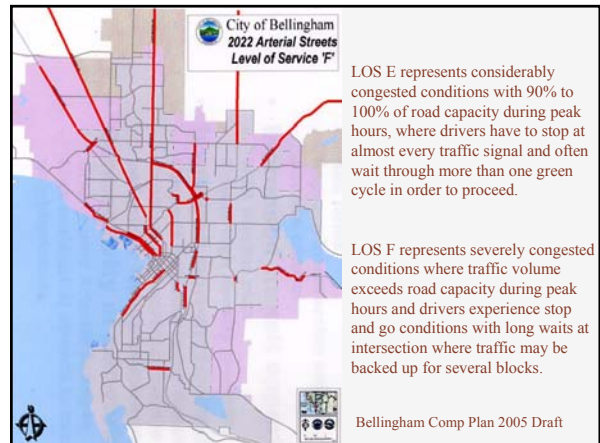 City of Bellingham
2022 Arterial Streets
Level of Service 'F'
LOS E represents considerably
congested conditions with 90% to
100% of road capacity during peak
hours, where drivers have to stop at
almost every traffic signal and often
wait through more than one green
cycle in order to proceed.
LOS F represents severely congested
conditions where traffic volume
exceeds road capacity during peak
hours and drivers experience stop
and go conditions with long waits at
intersection where traffic may be
backed up for several blocks.
Bellingham Comp Plan 2005 Draft